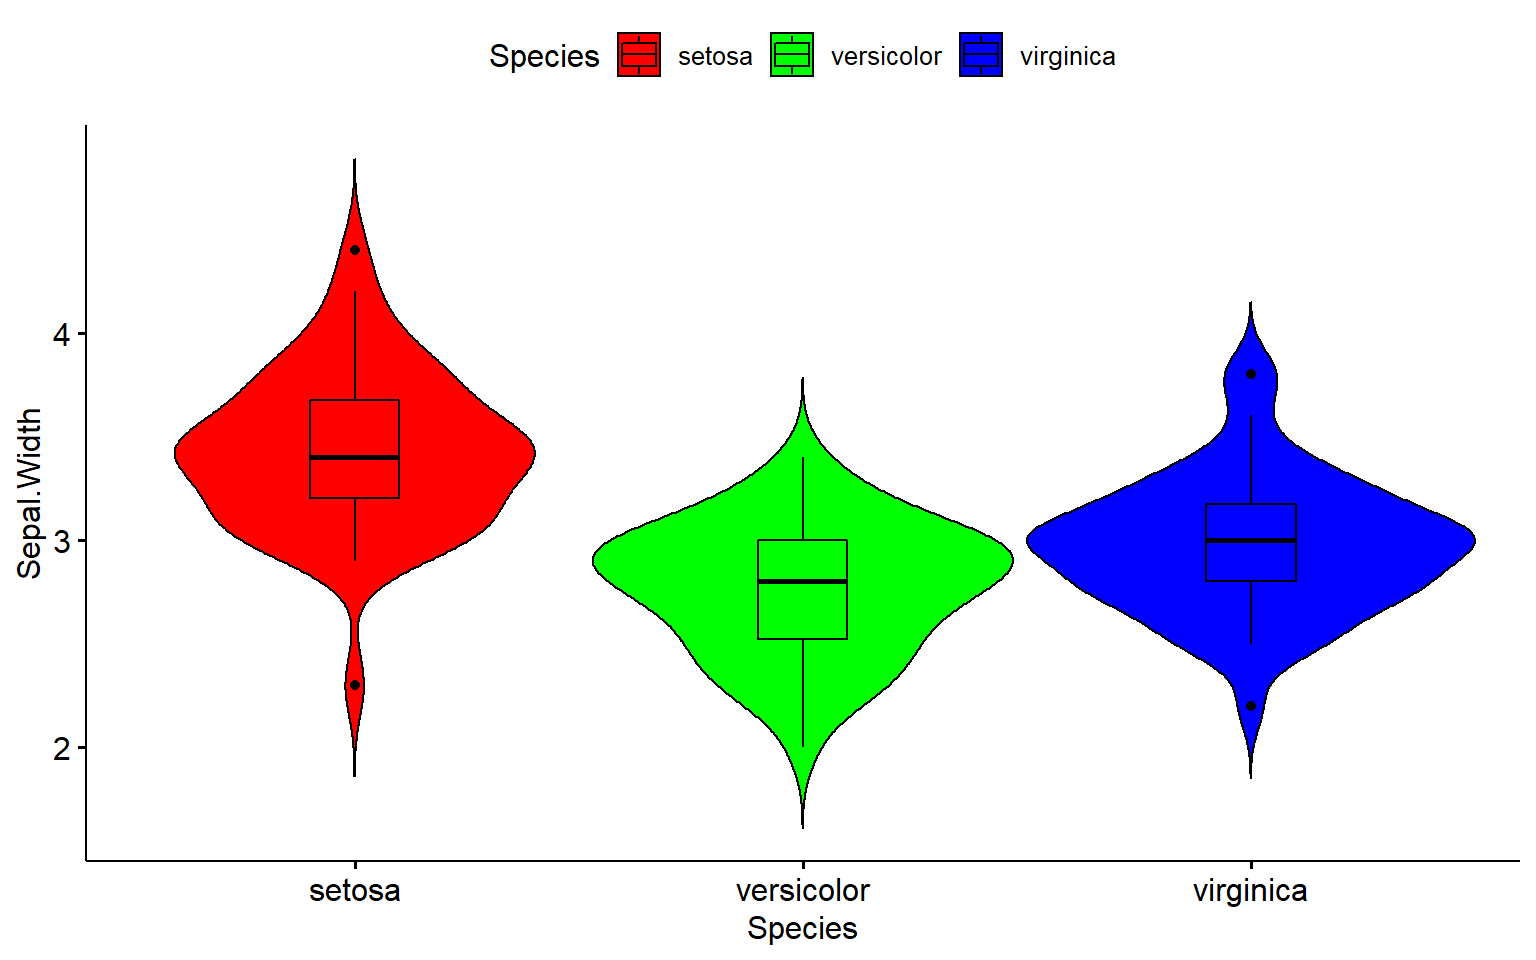 Species setosa versicolor virginica
Sepal.Width
4
3
2
setosa versicolor virginica
Species